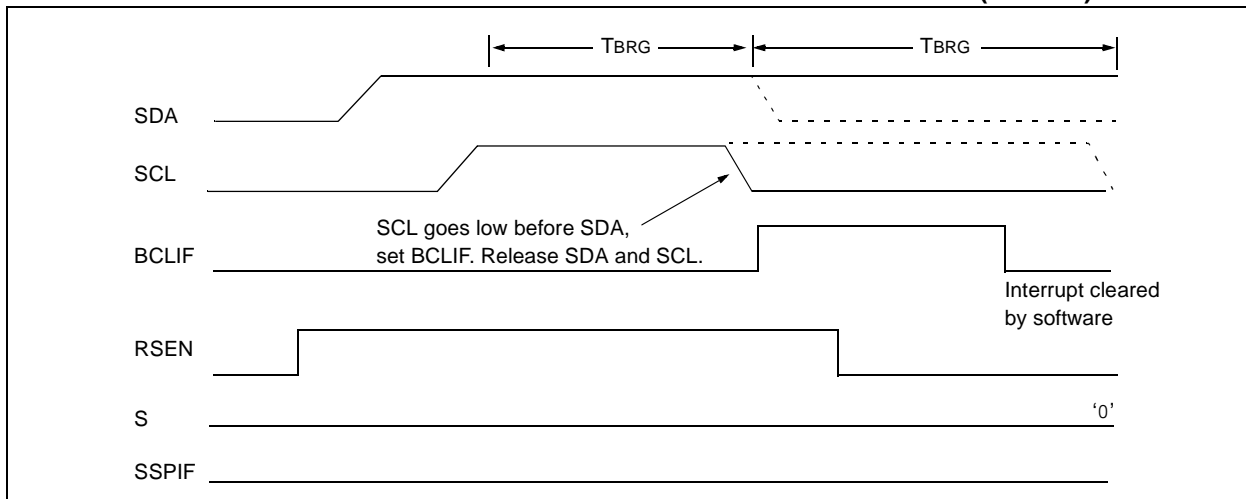 TBRG TBRG
SDA
SCL
SCL goes low before SDA,
set BCLIF. Release SDA and SCL.
BCLIF
Interrupt cleared
by software
RSEN
S ‘0’
SSPIF